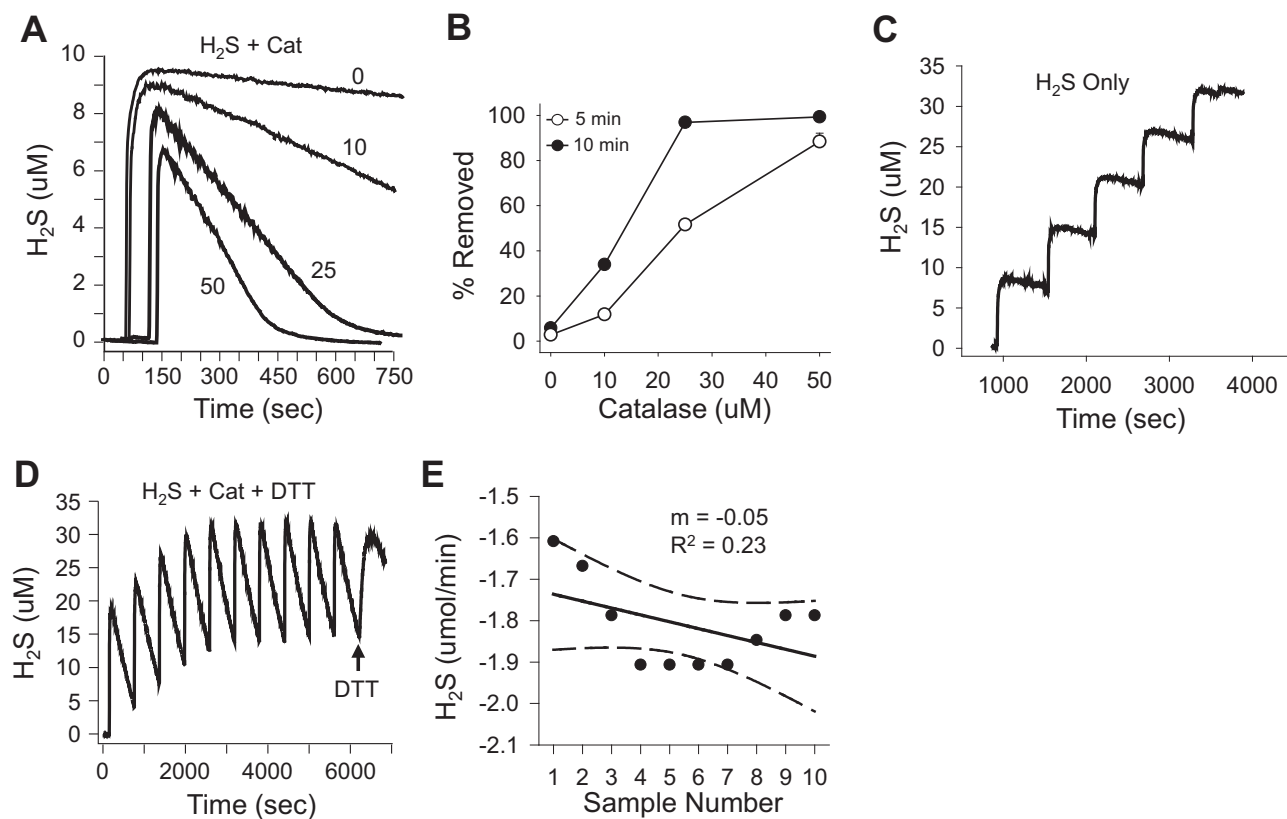 A
H₂S + Cat
10
8
6
4
2
0
H₂S (uM)
0
10
25
50
0 150 300 450 600 750
Time (sec)
B
100
80
60
40
20
0
% Removed
5 min
10 min
0 10 20 30 40 50
Catalase (uM)
C
H₂S Only
35
30
25
20
15
10
5
0
H₂S (uM)
1000 2000 3000 4000
Time (sec)
D
H₂S + Cat + DTT
35
30
25
20
15
10
5
0
H₂S (uM)
DTT
0 2000 4000 6000
Time (sec)
E
-1.5
-1.6
-1.7
-1.8
-1.9
-2.0
-2.1
H₂S (umol/min)
m = -0.05
R² = 0.23
1 2 3 4 5 6 7 8 9 10
Sample Number